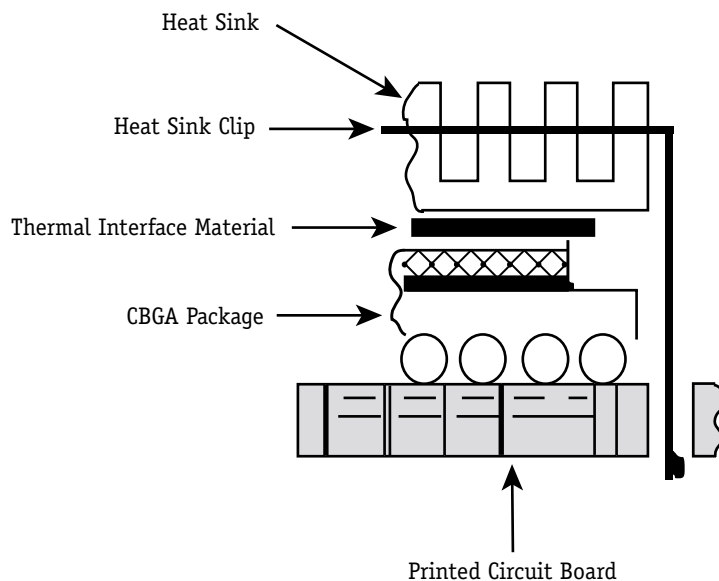 Heat Sink
Heat Sink Clip
Thermal Interface Material
CBGA Package
Printed Circuit Board